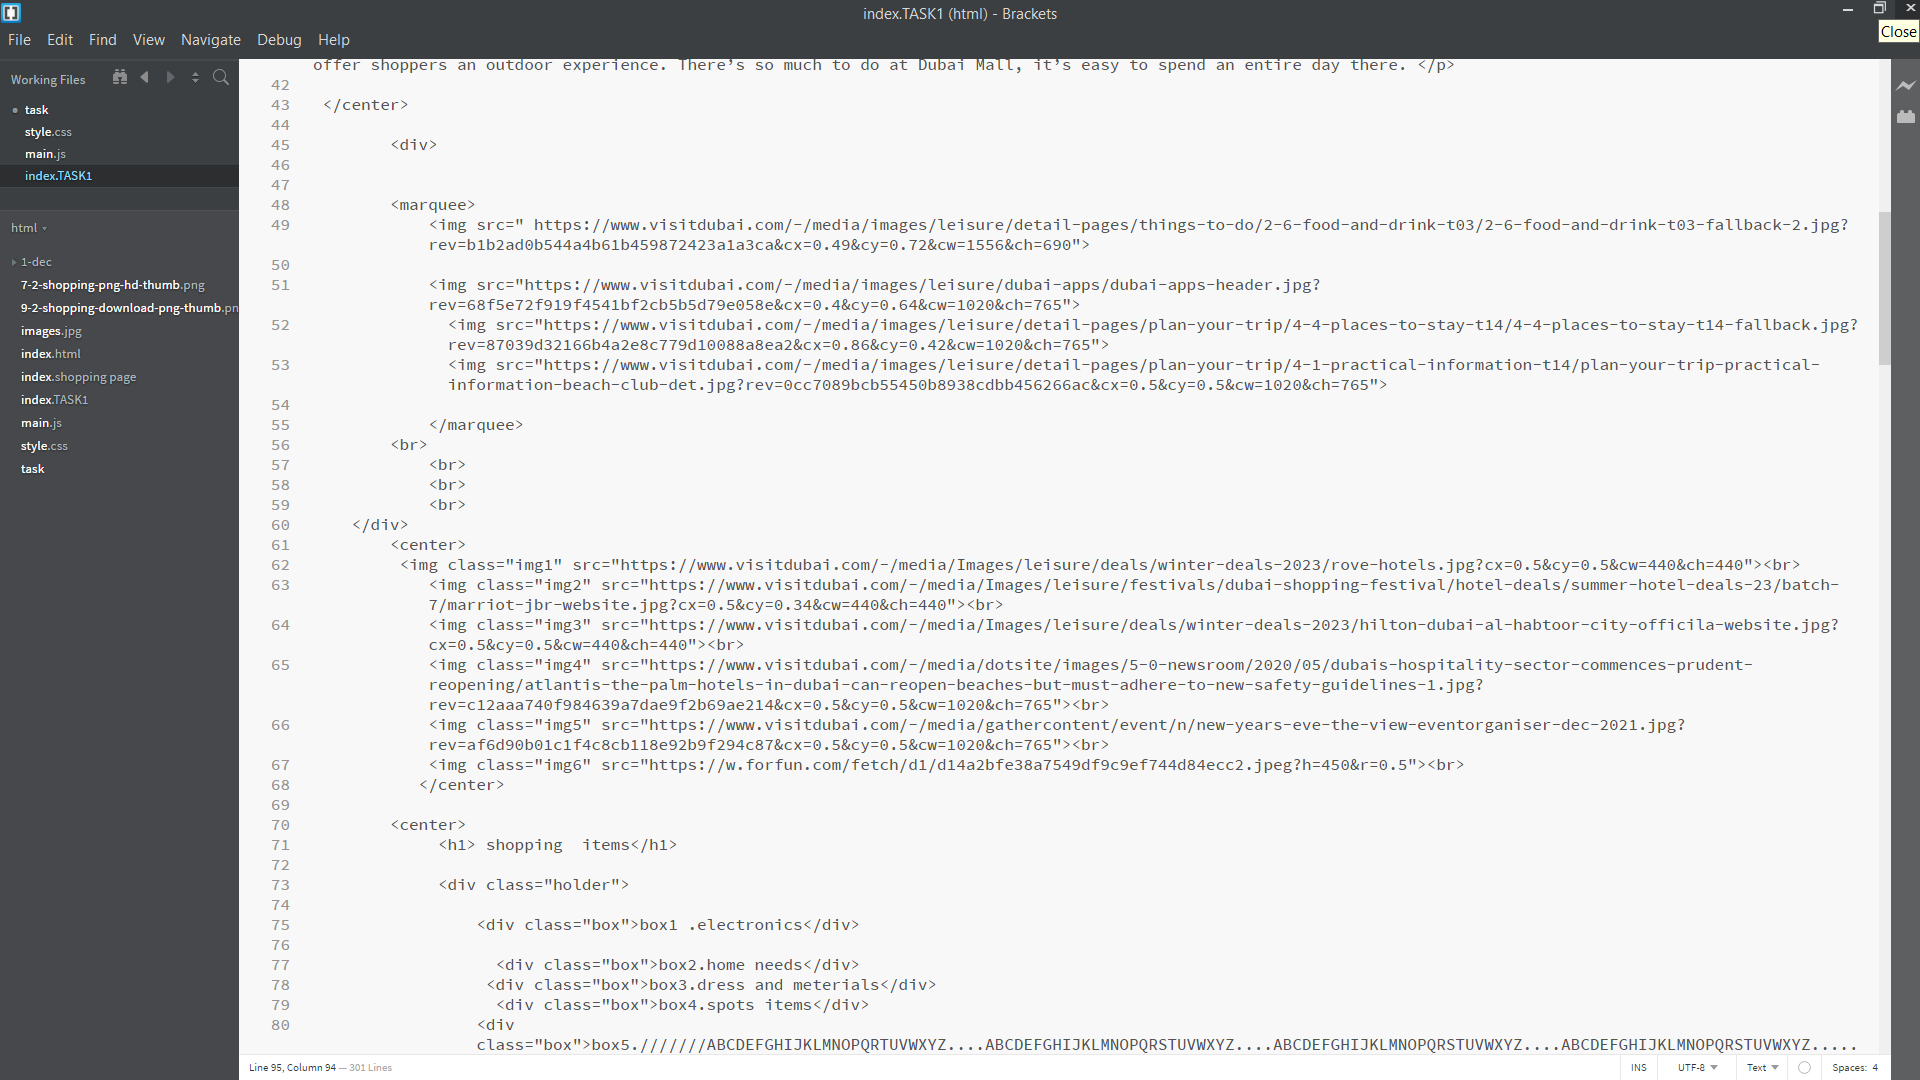 index.TASK1 (html) - Brackets
File Edit Find View Navigate Debug Help
Close
Working Files
task
style.css
main.js
index.TASK1
html
1-dec
7-2-shopping-png-hd-thumb.png
9-2-shopping-download-png-thumb.pn
images.jpg
index.html
index.shopping page
index.TASK1
main.js
style.css
task
offer shoppers an outdoor experience. There’s so much to do at Dubai Mall, it’s easy to spend an entire day there. </p>
42
43 </center>
44
45 <div>
46
47
48 <marquee>
49 <img src=" https://www.visitdubai.com/-/media/images/leisure/detail-pages/things-to-do/2-6-food-and-drink-t03/2-6-food-and-drink-t03-fallback-2.jpg?
rev=b1b2ad0b544a4b61b459872423a1a3ca&cx=0.49&cy=0.72&cw=1556&ch=690">
50
51 <img src="https://www.visitdubai.com/-/media/images/leisure/dubai-apps/dubai-apps-header.jpg?
rev=68f5e72f919f4541bf2cb5b5d79e058e&cx=0.4&cy=0.64&cw=1020&ch=765">
52 <img src="https://www.visitdubai.com/-/media/images/leisure/detail-pages/plan-your-trip/4-4-places-to-stay-t14/4-4-places-to-stay-t14-fallback.jpg?
rev=87039d32166b4a2e8c779d10088a8ea2&cx=0.86&cy=0.42&cw=1020&ch=765">
53 <img src="https://www.visitdubai.com/-/media/images/leisure/detail-pages/plan-your-trip/4-1-practical-information-t14/plan-your-trip-practical-
information-beach-club-det.jpg?rev=0cc7089bcb55450b8938cdbb456266ac&cx=0.5&cy=0.5&cw=1020&ch=765">
54
55 </marquee>
56 <br>
57 <br>
58 <br>
59 <br>
60 </div>
61 <center>
62 <img class="img1" src="https://www.visitdubai.com/-/media/Images/leisure/deals/winter-deals-2023/rove-hotels.jpg?cx=0.5&cy=0.5&cw=440&ch=440"><br>
63 <img class="img2" src="https://www.visitdubai.com/-/media/Images/leisure/festivals/dubai-shopping-festival/hotel-deals/summer-hotel-deals-23/batch-
7/marriot-jbr-website.jpg?cx=0.5&cy=0.34&cw=440&ch=440"><br>
64 <img class="img3" src="https://www.visitdubai.com/-/media/Images/leisure/deals/winter-deals-2023/hilton-dubai-al-habtoor-city-officila-website.jpg?
cx=0.5&cy=0.5&cw=440&ch=440"><br>
65 <img class="img4" src="https://www.visitdubai.com/-/media/dotsite/images/5-0-newsroom/2020/05/dubais-hospitality-sector-commences-prudent-
reopening/atlantis-the-palm-hotels-in-dubai-can-reopen-beaches-but-must-adhere-to-new-safety-guidelines-1.jpg?
rev=c12aaa740f984639a7dae9f2b69ae214&cx=0.5&cy=0.5&cw=1020&ch=765"><br>
66 <img class="img5" src="https://www.visitdubai.com/-/media/gathercontent/event/n/new-years-eve-the-view-eventorganiser-dec-2021.jpg?
rev=af6d90b01c1f4c8cb118e92b9f294c87&cx=0.5&cy=0.5&cw=1020&ch=765"><br>
67 <img class="img6" src="https://w.forfun.com/fetch/d1/d14a2bfe38a7549df9c9ef744d84ecc2.jpeg?h=450&r=0.5"><br>
68 </center>
69
70 <center>
71 <h1> shopping  items</h1>
72
73 <div class="holder">
74
75 <div class="box">box1 .electronics</div>
76
77 <div class="box">box2.home needs</div>
78 <div class="box">box3.dress and meterials</div>
79 <div class="box">box4.spots items</div>
80 <div
class="box">box5.///////ABCDEFGHIJKLMNOPQRTUVWXYZ....ABCDEFGHIJKLMNOPQRSTUVWXYZ....ABCDEFGHIJKLMNOPQRSTUVWXYZ....ABCDEFGHIJKLMNOPQRSTUVWXYZ.....
Line 95, Column 94 — 301 Lines
INS UTF-8 Text Spaces: 4